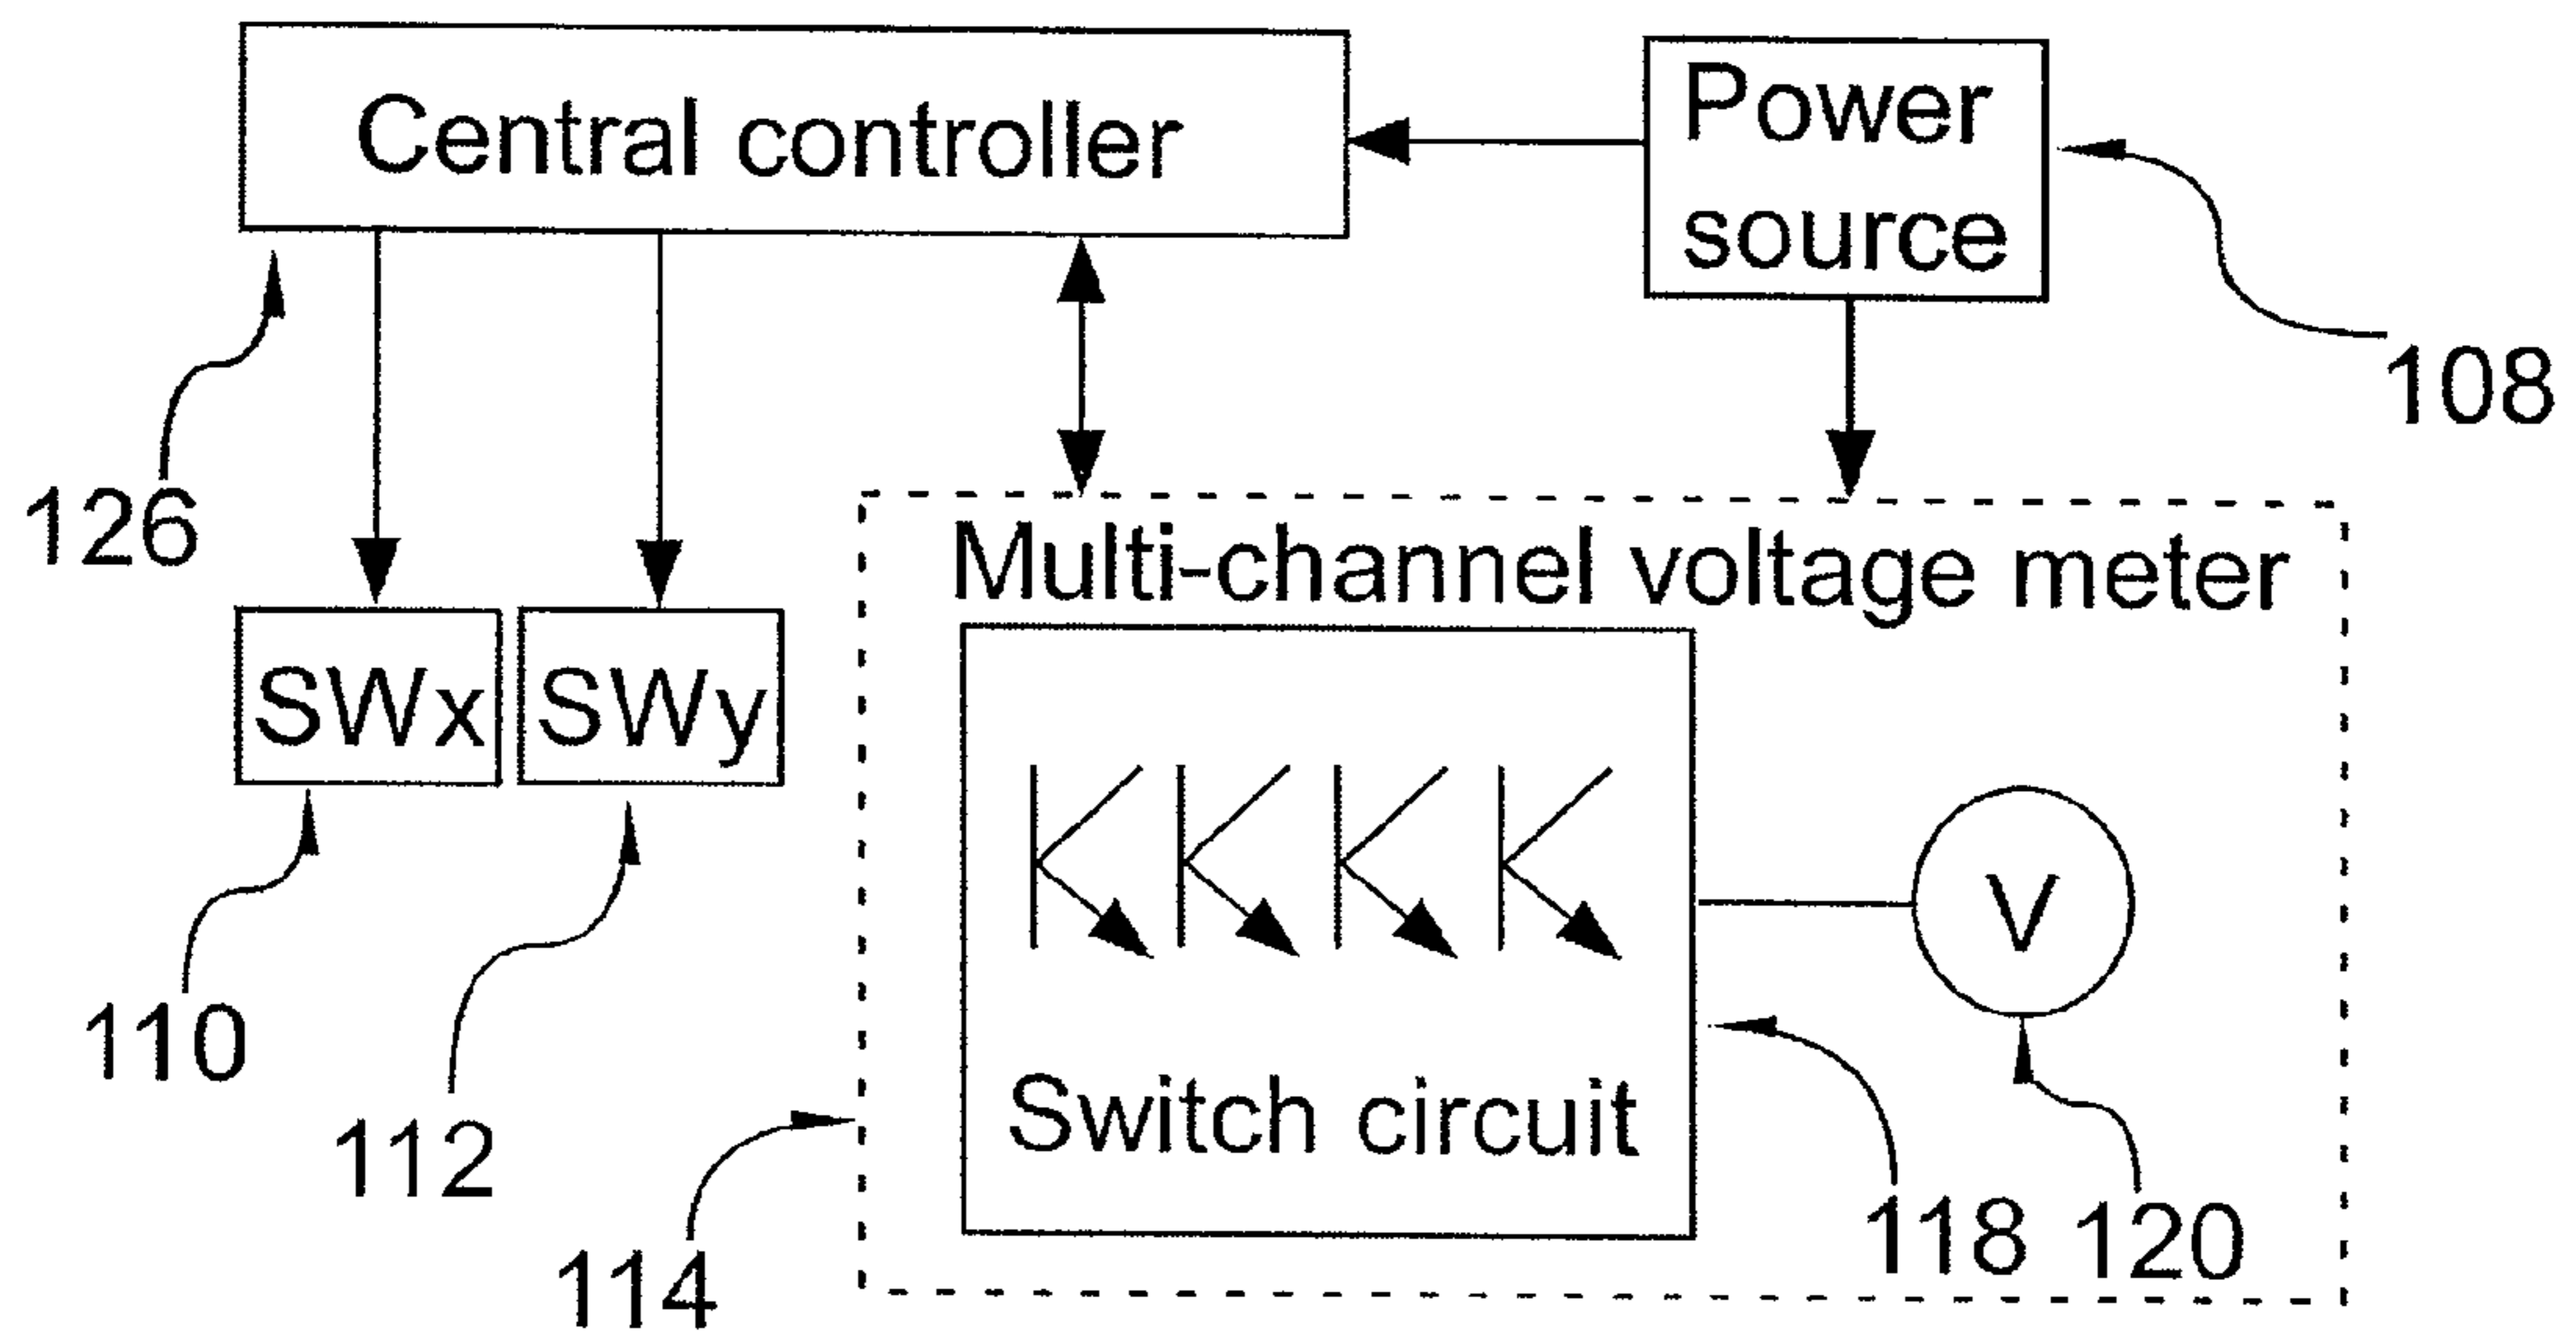 Central controller
Power
source
108
126
Multi-channel voltage meter
SWx
SWy
V
110
112
Switch circuit
114
118
120